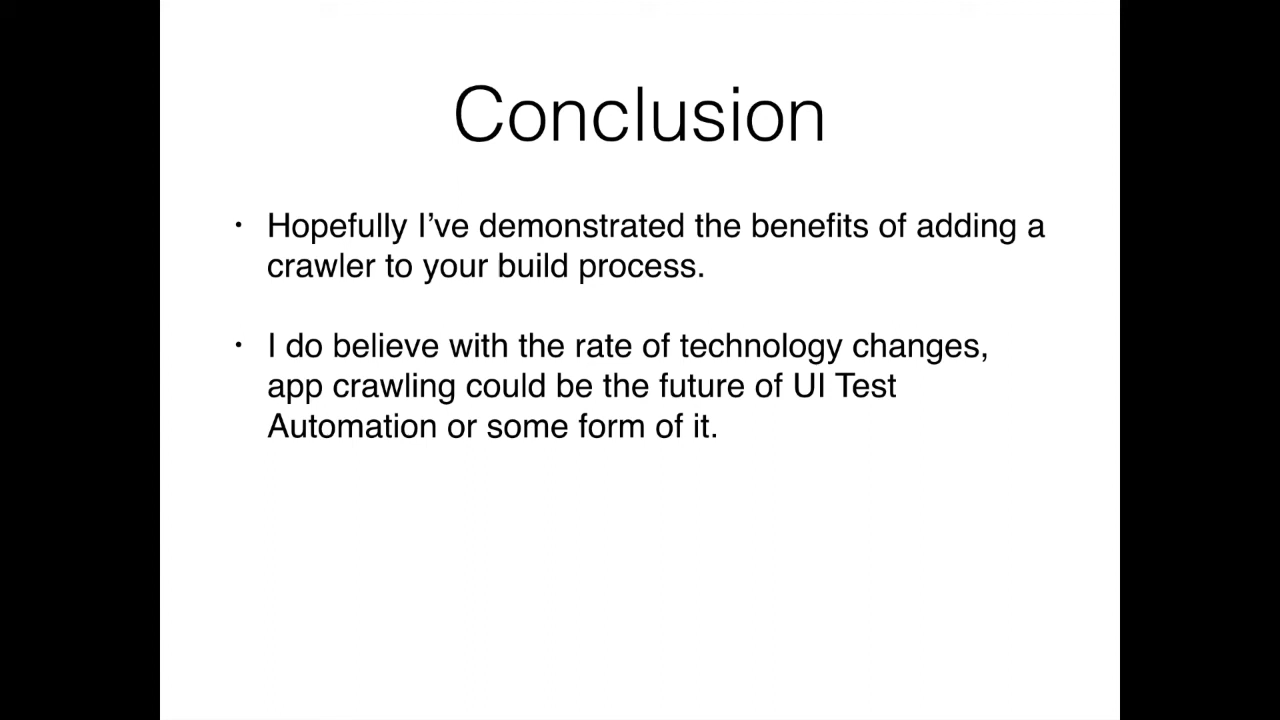 Conclusion
• Hopefully I’ve demonstrated the benefits of adding a
crawler to your build process.
• I do believe with the rate of technology changes,
app crawling could be the future of UI Test
Automation or some form of it.